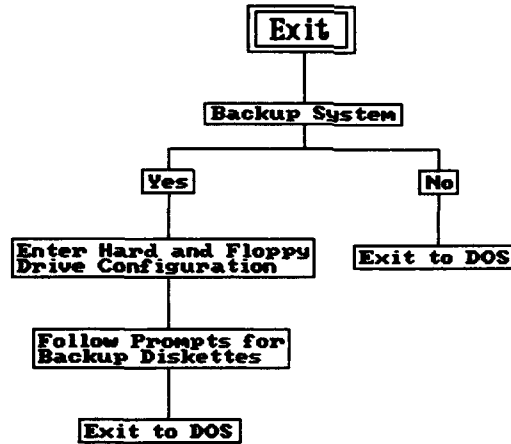 Exit
Backup System
Yes
No
Enter Hard and Floppy
Drive Configuration
Exit to DOS
Follow Prompts for
Backup Diskettes
Exit to DOS